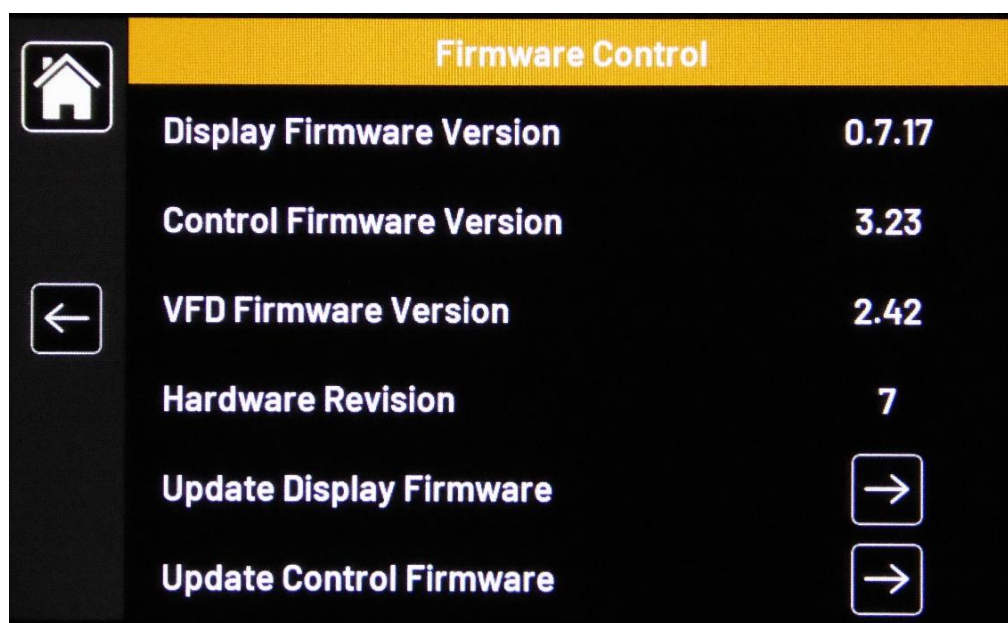 Firmware Control
Display Firmware Version 0.7.17
Control Firmware Version 3.23
VFD Firmware Version 2.42
Hardware Revision 7
Update Display Firmware
Update Control Firmware